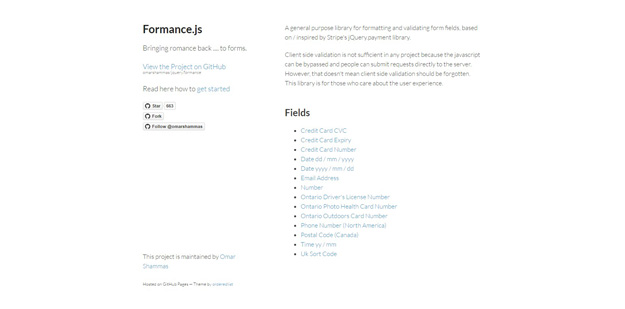 Formance.js
Bringing romance back .... to forms.
View the Project on GitHub
omarshammas/jquery.formance
Read here how to get started
Star 663
Fork
Follow @omarshammas
This project is maintained by Omar
Shammas
Hosted on GitHub Pages — Theme by orderedlist
A general purpose library for formatting and validating form fields, based
on / inspired by Stripe's jQuery.payment library.
Client side validation is not sufficient in any project because the javascript
can be bypassed and people can submit requests directly to the server.
However, that doesn't mean client side validation should be forgotten.
This library is for those who care about the user experience.
Fields
Credit Card CVC
Credit Card Expiry
Credit Card Number
Date dd / mm / yyyy
Date yyyy / mm / dd
Email Address
Number
Ontario Driver's License Number
Ontario Photo Health Card Number
Ontario Outdoors Card Number
Phone Number (North America)
Postal Code (Canada)
Time yy / mm
Uk Sort Code